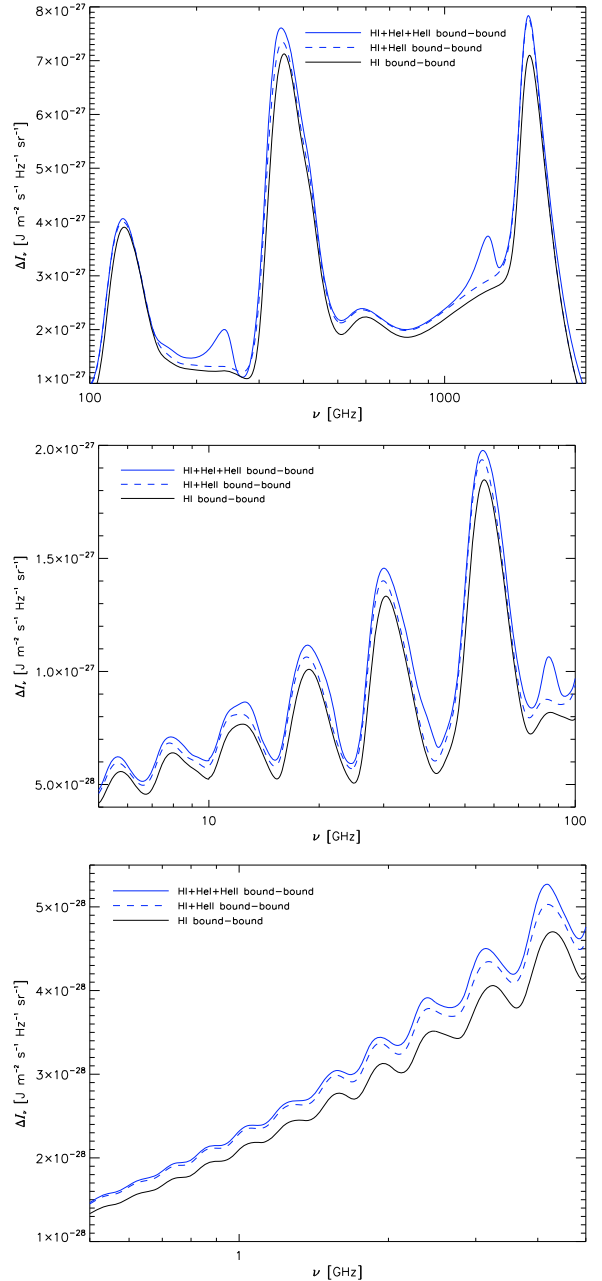 8×10⁻²⁷
7×10⁻²⁷
6×10⁻²⁷
5×10⁻²⁷
4×10⁻²⁷
3×10⁻²⁷
2×10⁻²⁷
1×10⁻²⁷
ΔIᵥ [J m⁻² s⁻¹ Hz⁻¹ sr⁻¹]
HI+HeI+HeII bound−bound
HI+HeII bound−bound
HI bound−bound
100
1000
ν [GHz]
2.0×10⁻²⁷
1.5×10⁻²⁷
1.0×10⁻²⁷
5.0×10⁻²⁸
ΔIᵥ [J m⁻² s⁻¹ Hz⁻¹ sr⁻¹]
HI+HeI+HeII bound−bound
HI+HeII bound−bound
HI bound−bound
10
100
ν [GHz]
5×10⁻²⁸
4×10⁻²⁸
3×10⁻²⁸
2×10⁻²⁸
1×10⁻²⁸
ΔIᵥ [J m⁻² s⁻¹ Hz⁻¹ sr⁻¹]
HI+HeI+HeII bound−bound
HI+HeII bound−bound
HI bound−bound
1
ν [GHz]